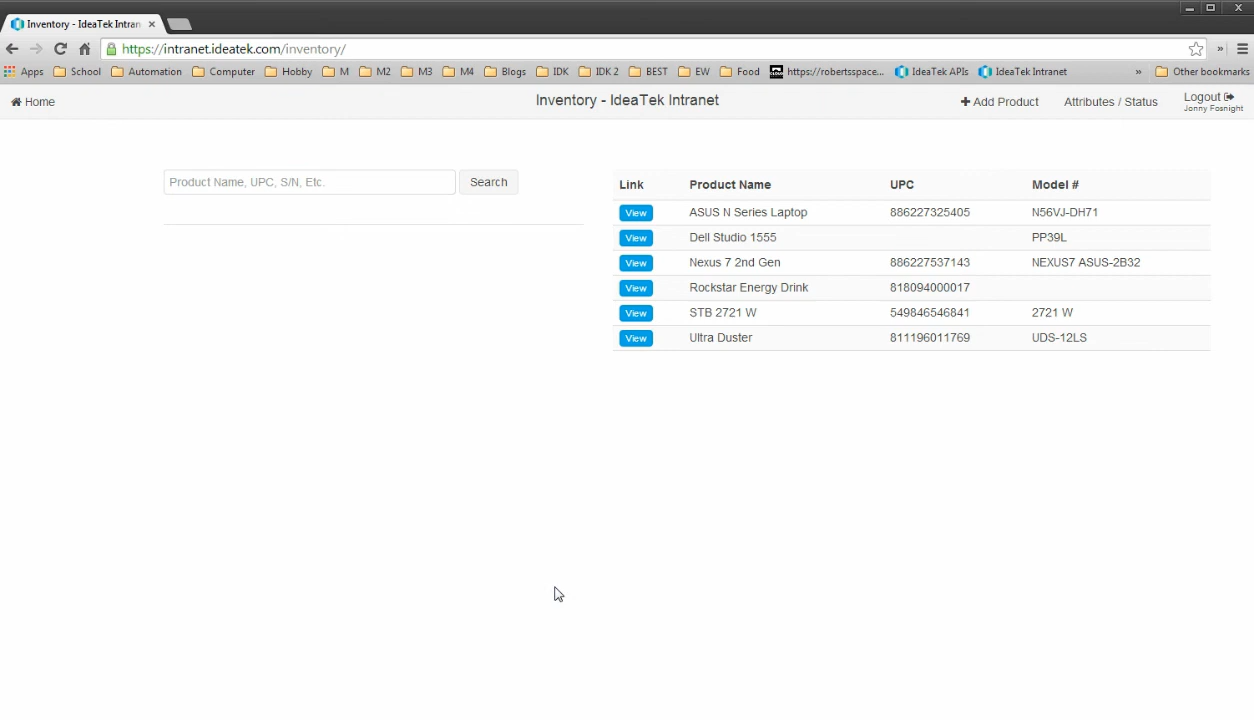 Inventory - IdeaTek Intran
https://intranet.ideatek.com/inventory/
Apps School Automation Computer Hobby M M2 M3 M4 Blogs IDK IDK 2 BEST EW Food https://robertsspace... IdeaTek APIs IdeaTek Intranet » Other bookmarks
Home Inventory - IdeaTek Intranet + Add Product Attributes / Status Logout
Jonny Fosnight
Product Name, UPC, S/N, Etc. Search
Link Product Name UPC Model #
View ASUS N Series Laptop 886227325405 N56VJ-DH71
View Dell Studio 1555 PP39L
View Nexus 7 2nd Gen 886227537143 NEXUS7 ASUS-2B32
View Rockstar Energy Drink 818094000017
View STB 2721 W 549846546841 2721 W
View Ultra Duster 811196011769 UDS-12LS